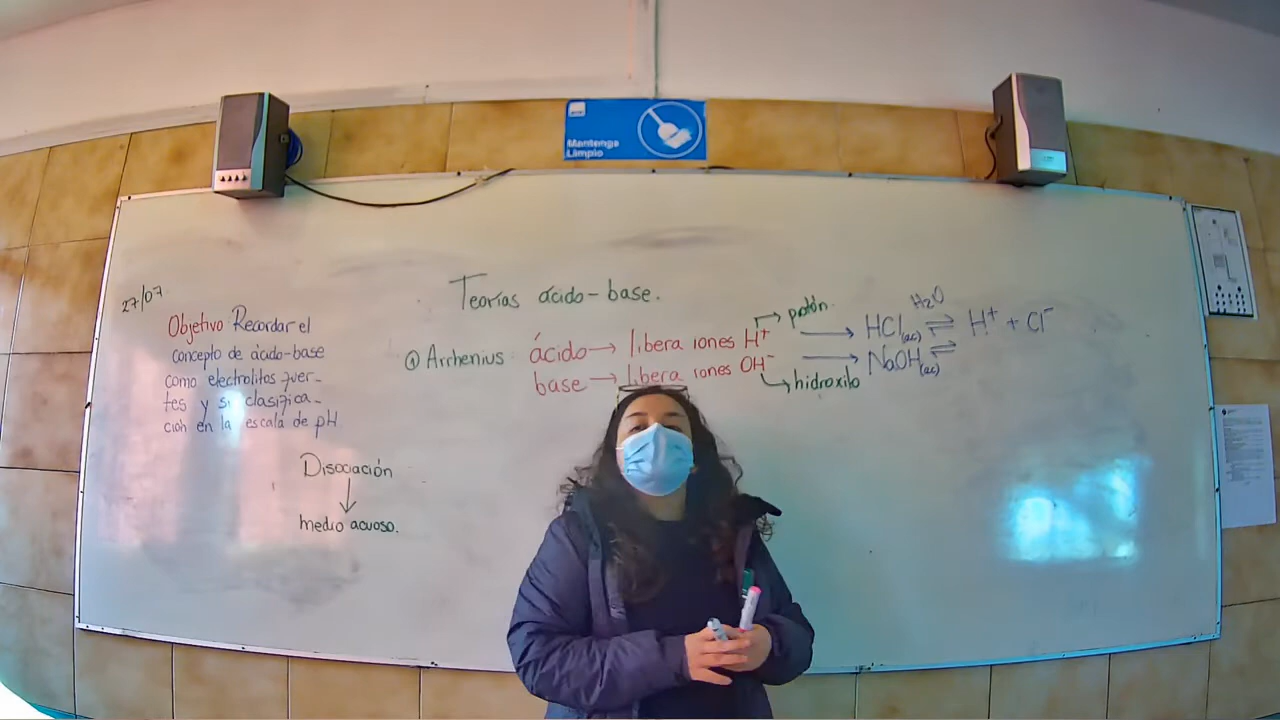 Mantenga
Limpio
27/07
Teorías ácido-base.
Objetivo Recordar el
concepto de ácido-base
como electrolitos fuer-
tes y su clasifica-
ción en la escala de pH
Disociación
↓
medio acuoso.
① Arrhenius ácido → libera iones H⁺ → protón
base → libera iones OH⁻ → hidroxilo
→ HCl(ac) ⇌ H⁺ + Cl⁻
H₂O
→ NaOH(ac) ⇌